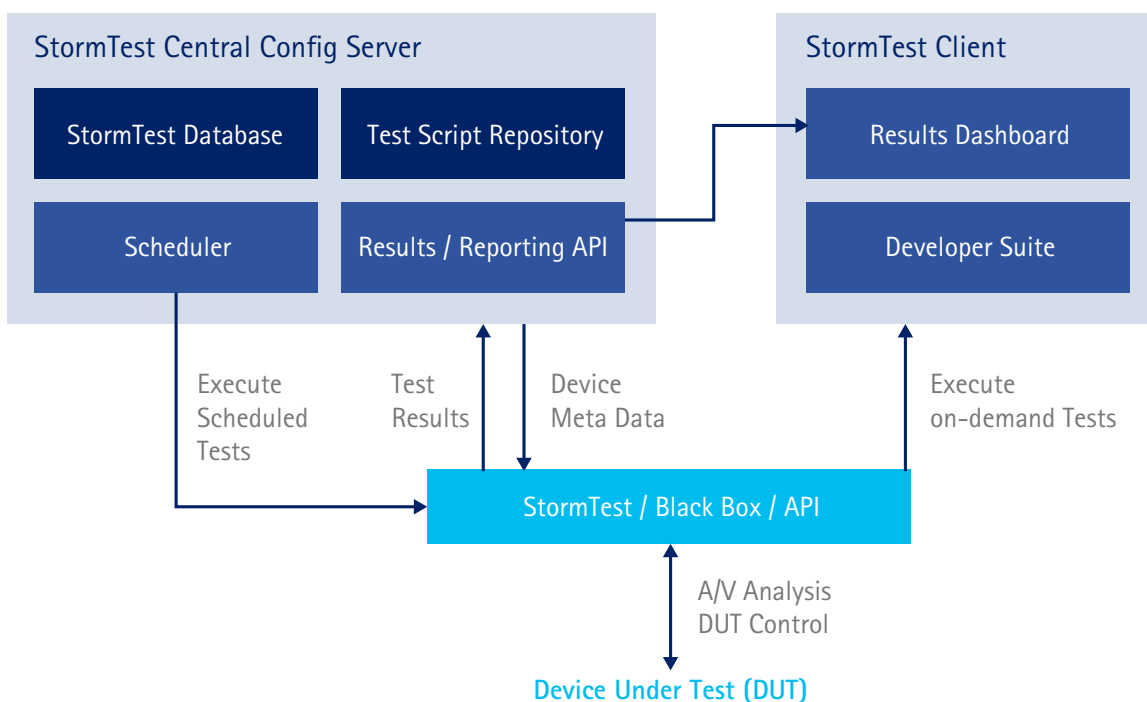 StormTest Central Config Server
StormTest Database
Test Script Repository
Scheduler
Results / Reporting API
StormTest Client
Results Dashboard
Developer Suite
Execute
Scheduled
Tests
Test
Results
Device
Meta Data
Execute
on-demand Tests
StormTest / Black Box / API
A/V Analysis
DUT Control
Device Under Test (DUT)